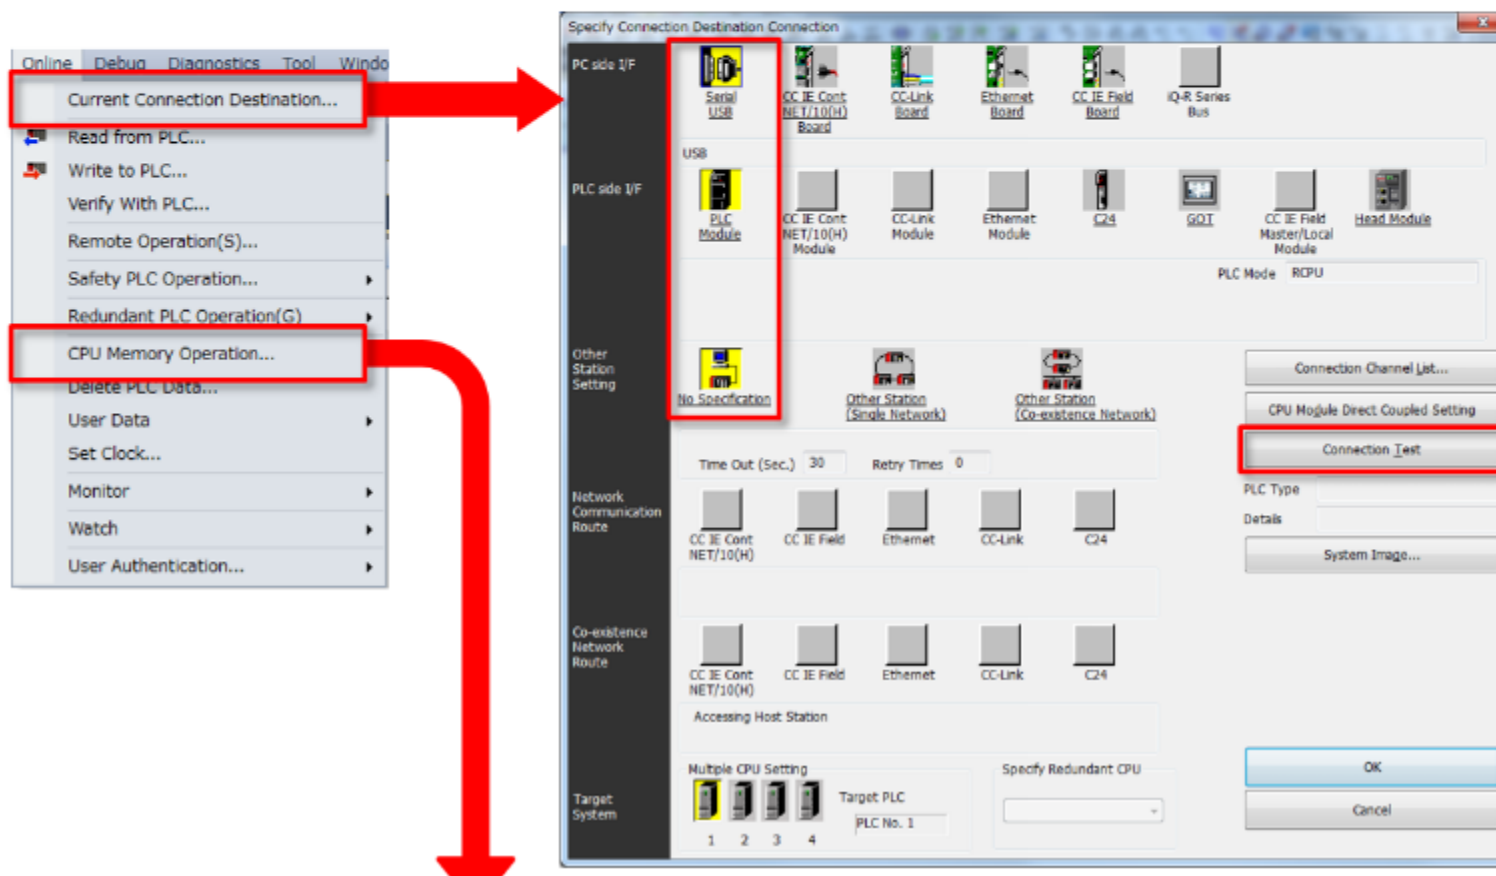 Online Debug Diagnostics Tool Windo
Current Connection Destination...
Read from PLC...
Write to PLC...
Verify With PLC...
Remote Operation(S)...
Safety PLC Operation...
Redundant PLC Operation(G)
CPU Memory Operation...
Delete PLC Data...
User Data
Set Clock...
Monitor
Watch
User Authentication...
Specify Connection Destination Connection
PC side I/F
Serial
USB
CC IE Cont
NET/10(H)
Board
CC-Link
Board
Ethernet
Board
CC IE Field
Board
iQ-R Series
Bus
USB
PLC side I/F
PLC
Module
CC IE Cont
NET/10(H)
Module
CC-Link
Module
Ethernet
Module
C24
GOT
CC IE Field
Master/Local
Module
Head Module
PLC Mode RCPU
Other
Station
Setting
No Specification
Other Station
(Single Network)
Other Station
(Co-existence Network)
Time Out (Sec.) 30 Retry Times 0
Connection Channel List...
CPU Module Direct Coupled Setting
Connection Test
PLC Type
Details
System Image...
Network
Communication
Route
CC IE Cont
NET/10(H)
CC IE Field
Ethernet
CC-Link
C24
Co-existence
Network
Route
CC IE Cont
NET/10(H)
CC IE Field
Ethernet
CC-Link
C24
Accessing Host Station
Target
System
Multiple CPU Setting
1 2 3 4
Target PLC
PLC No. 1
Specify Redundant CPU
OK
Cancel